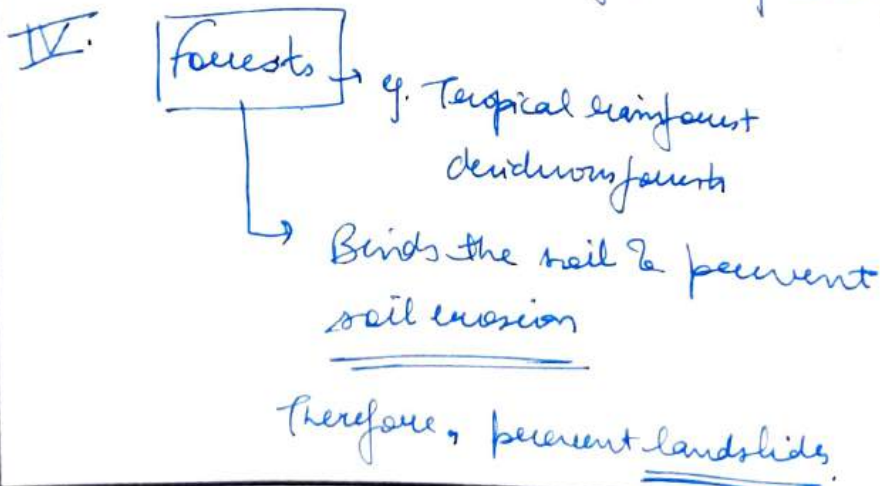 IV. Forests → eg. Tropical rainforest
deciduous forests
→ Binds the soil & prevent
soil erosion
Therefore, prevent landslides.